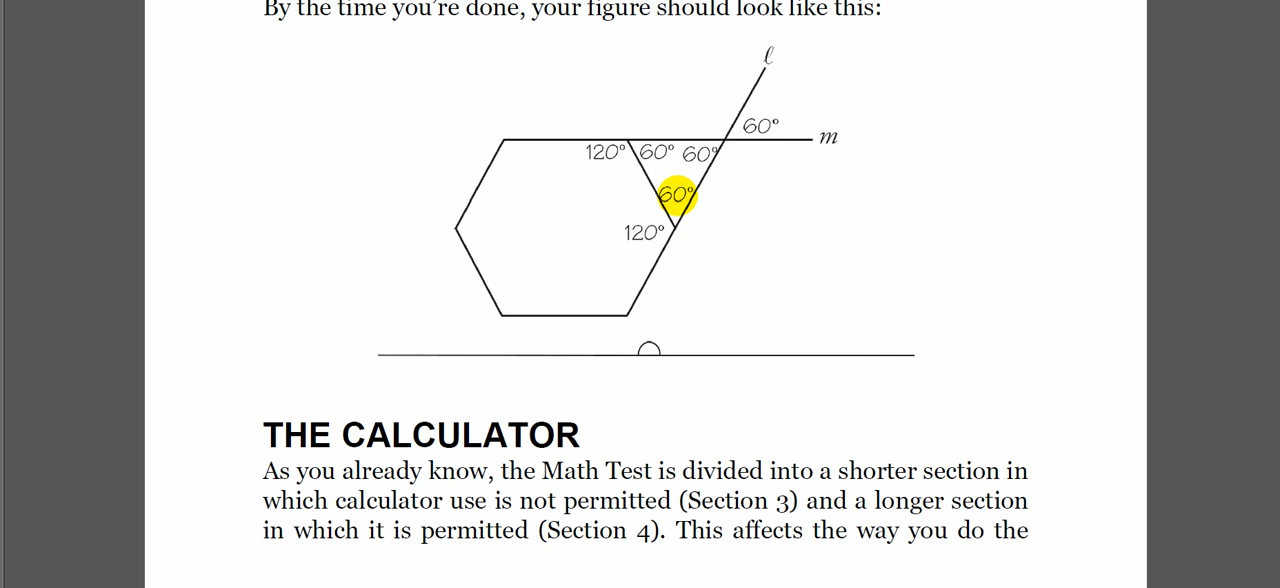 By the time you're done, your figure should look like this:
ℓ
60°
m
120° 60° 60°
60°
120°
THE CALCULATOR
As you already know, the Math Test is divided into a shorter section in
which calculator use is not permitted (Section 3) and a longer section
in which it is permitted (Section 4). This affects the way you do the